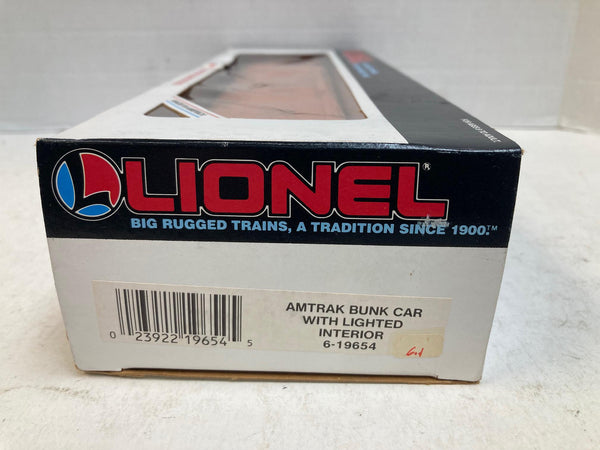 LIONEL®
BIG RUGGED TRAINS, A TRADITION SINCE 1900.™
AMTRAK BUNK CAR
WITH LIGHTED
INTERIOR
6-19654
0 23922 19654 5